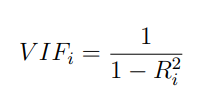 $VIF_i = \frac{1}{1 - R_i^2}$